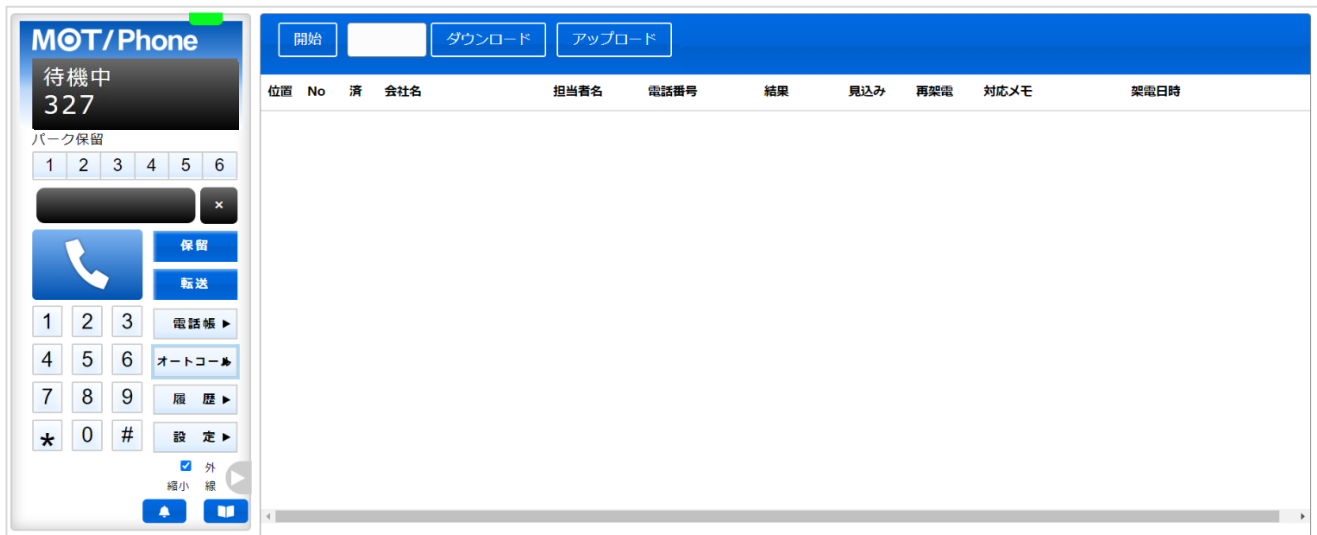 MOT/Phone
待機中
327
パーク保留
1 2 3 4 5 6
×
保留
転送
1 2 3 電話帳▶
4 5 6 オートコール
7 8 9 履 歴▶
* 0 # 設 定▶
外
縮小 線
開始 ダウンロード アップロード
位置 No 済 会社名 担当者名 電話番号 結果 見込み 再架電 対応メモ 架電日時